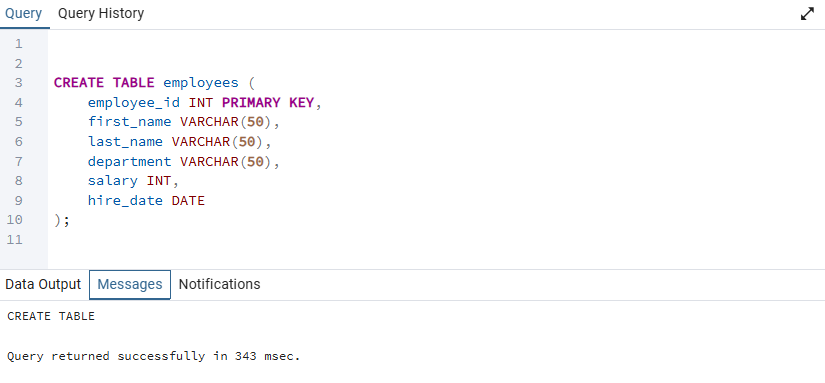 Query Query History
1
2
3 CREATE TABLE employees (
4 employee_id INT PRIMARY KEY,
5 first_name VARCHAR(50),
6 last_name VARCHAR(50),
7 department VARCHAR(50),
8 salary INT,
9 hire_date DATE
10 );
11
Data Output Messages Notifications
CREATE TABLE
Query returned successfully in 343 msec.